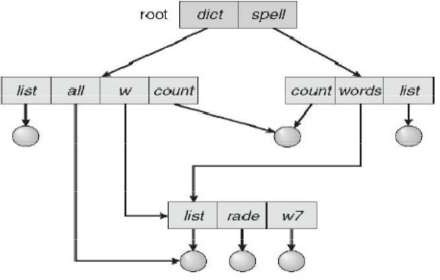 root dict spell
list all w count count words list
list rade w7